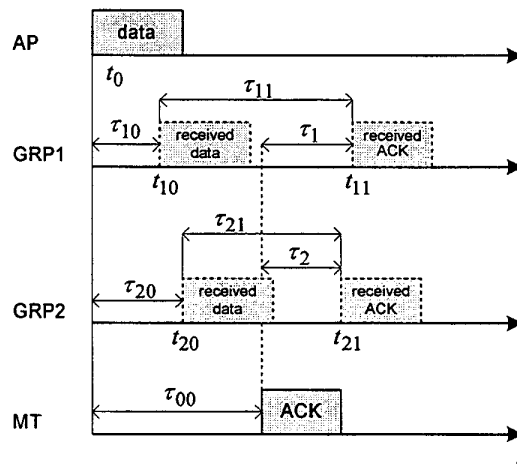 AP
data
t0
τ11
τ10
received
data
τ1
received
ACK
GRP1
t10
t11
τ21
τ2
τ20
received
data
received
ACK
GRP2
t20
t21
τ00
ACK
MT